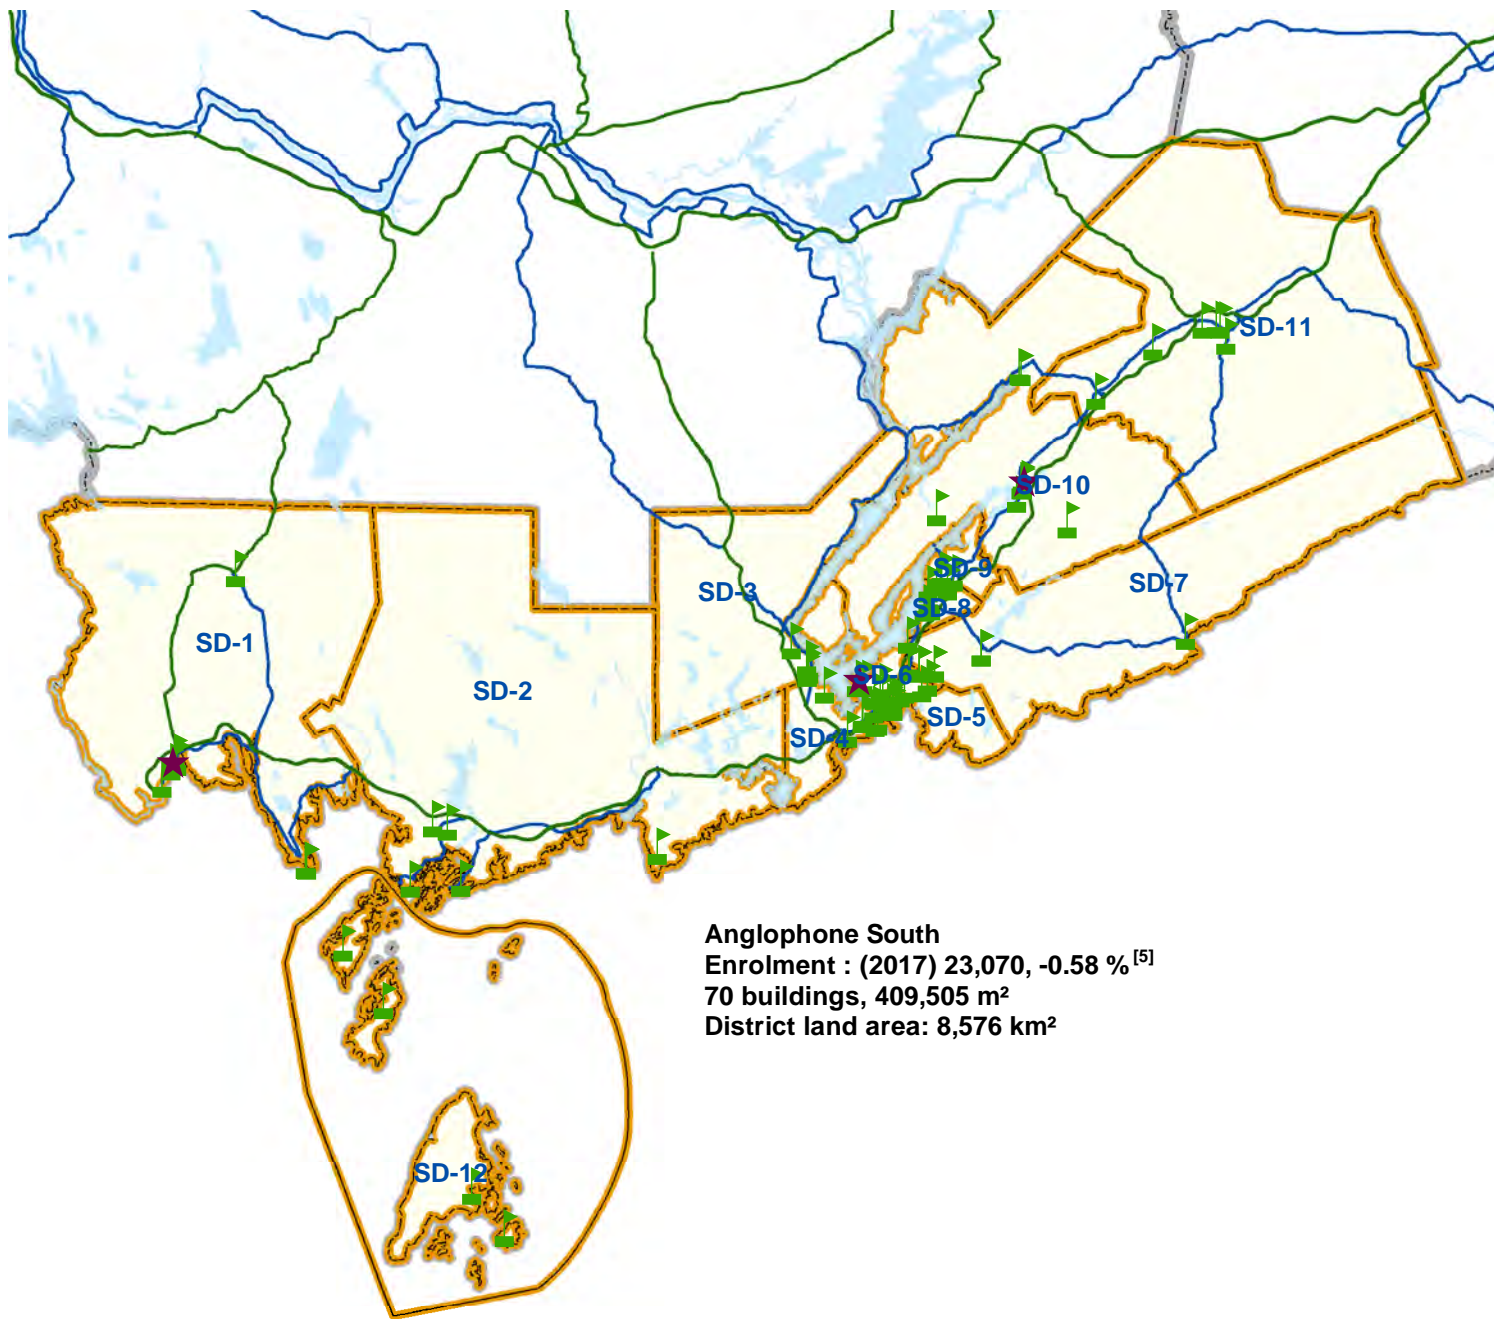 SD-11
SD-10
SD-9
SD-7
SD-3
SD-8
SD-1
SD-6
SD-2
SD-5
SD-4
Anglophone South
Enrolment : (2017) 23,070, -0.58 % [5]
70 buildings, 409,505 m²
District land area: 8,576 km²
SD-12